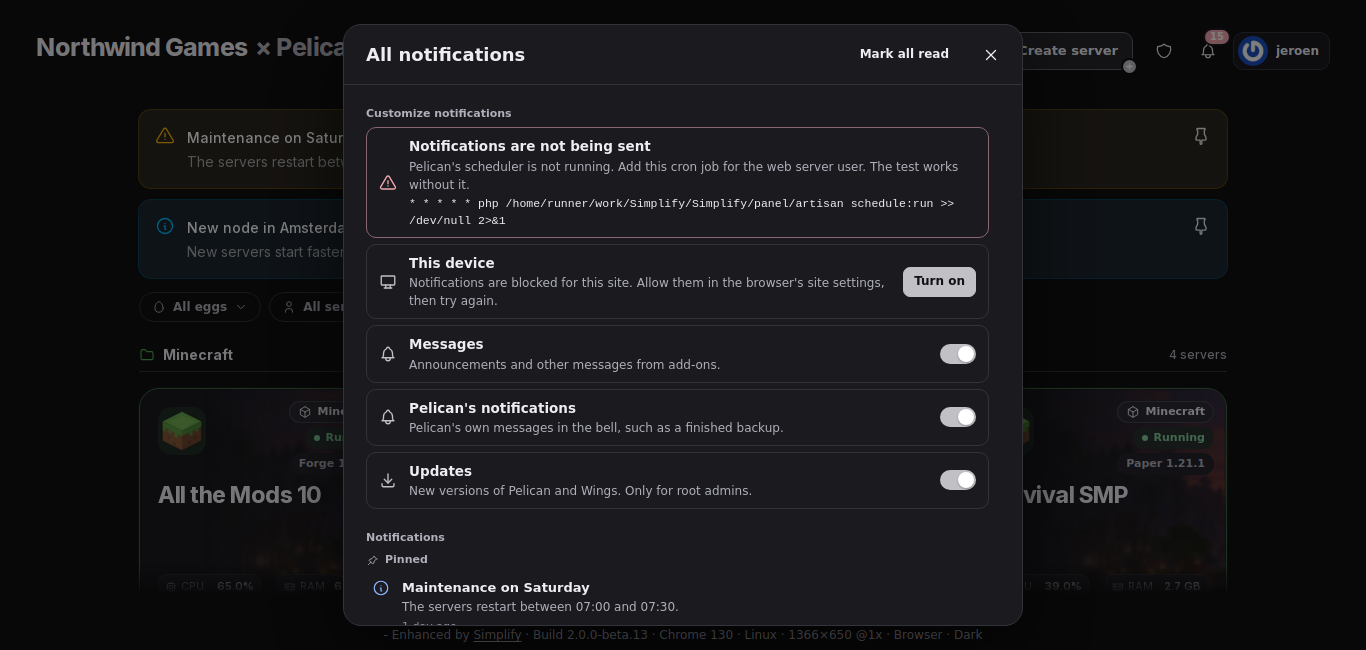 Northwind Games × Pelica
All notifications
Mark all read
Create server
15
jeroen
Customize notifications
Notifications are not being sent
Pelican's scheduler is not running. Add this cron job for the web server user. The test works
without it.
* * * * * php /home/runner/work/Simplify/Simplify/panel/artisan schedule:run >>
/dev/null 2>&1
Maintenance on Satur
The servers restart betw
This device
Notifications are blocked for this site. Allow them in the browser's site settings,
then try again.
Turn on
New node in Amsterda
New servers start faster
Messages
Announcements and other messages from add-ons.
All eggs
All ser
Pelican's notifications
Pelican's own messages in the bell, such as a finished backup.
Minecraft
4 servers
Updates
New versions of Pelican and Wings. Only for root admins.
Mine
Ru
Forge 1
All the Mods 10
CPU 65.0%
RAM 6
Minecraft
Running
Paper 1.21.1
vival SMP
U 39.0%
RAM 2.7 GB
Notifications
Pinned
Maintenance on Saturday
The servers restart between 07:00 and 07:30.
1 day ago
- Enhanced by Simplify · Build 2.0.0-beta.13 · Chrome 130 · Linux · 1366×650 @1x · Browser · Dark